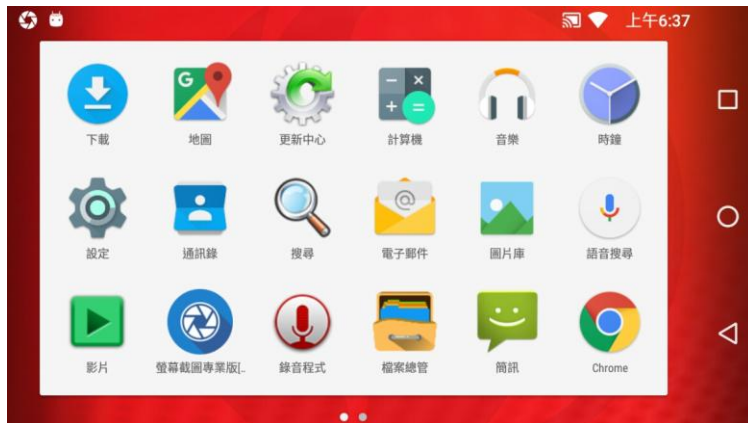 上午6:37
G
下載
地圖
更新中心
計算機
音樂
時鐘
設定
通訊錄
搜尋
電子郵件
圖片庫
語音搜尋
影片
螢幕截圖專業版[..
錄音程式
檔案總管
簡訊
Chrome